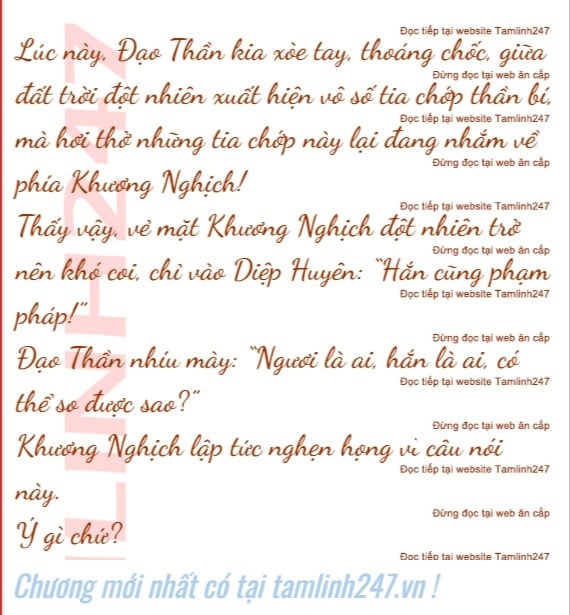 Đọc tiếp tại website Tamlinh247
Lúc này, Đạo Thần kia xòe tay, thoáng chốc, giữa
Đừng đọc tại web ăn cắp
đất trời đột nhiên xuất hiện vô số tia chớp thần bí,
Đọc tiếp tại website Tamlinh247
mà hơi thở những tia chớp này lại đang nhắm về
Đừng đọc tại web ăn cắp
phía Khương Nghịch!
Đọc tiếp tại website Tamlinh247
Thấy vậy, vẻ mặt Khương Nghịch đột nhiên trở
Đừng đọc tại web ăn cắp
nên khó coi, chỉ vào Diệp Huyên: “Hắn cũng phạm
Đọc tiếp tại website Tamlinh247
pháp!”
Đừng đọc tại web ăn cắp
Đạo Thần nhíu mày: “Ngươi là ai, hắn là ai, có
Đọc tiếp tại website Tamlinh247
thể so được sao?”
Đừng đọc tại web ăn cắp
Khương Nghịch lập tức nghẹn họng vì câu nói
Đọc tiếp tại website Tamlinh247
này.
Đừng đọc tại web ăn cắp
Ý gì chứ?
Đọc tiếp tại website Tamlinh247
LINH247
Chương mới nhất có tại tamlinh247.vn !